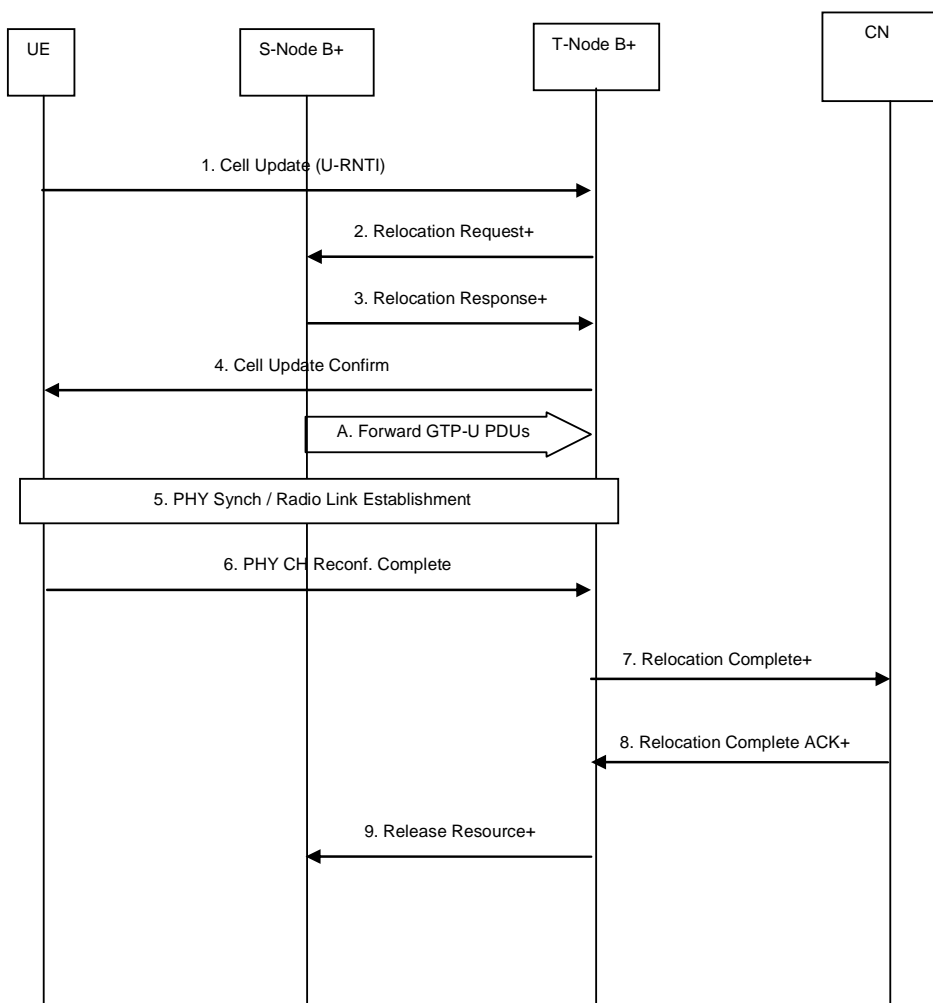 UE
S-Node B+
T-Node B+
CN
1. Cell Update (U-RNTI)
2. Relocation Request+
3. Relocation Response+
4. Cell Update Confirm
A. Forward GTP-U PDUs
5. PHY Synch / Radio Link Establishment
6. PHY CH Reconf. Complete
7. Relocation Complete+
8. Relocation Complete ACK+
9. Release Resource+